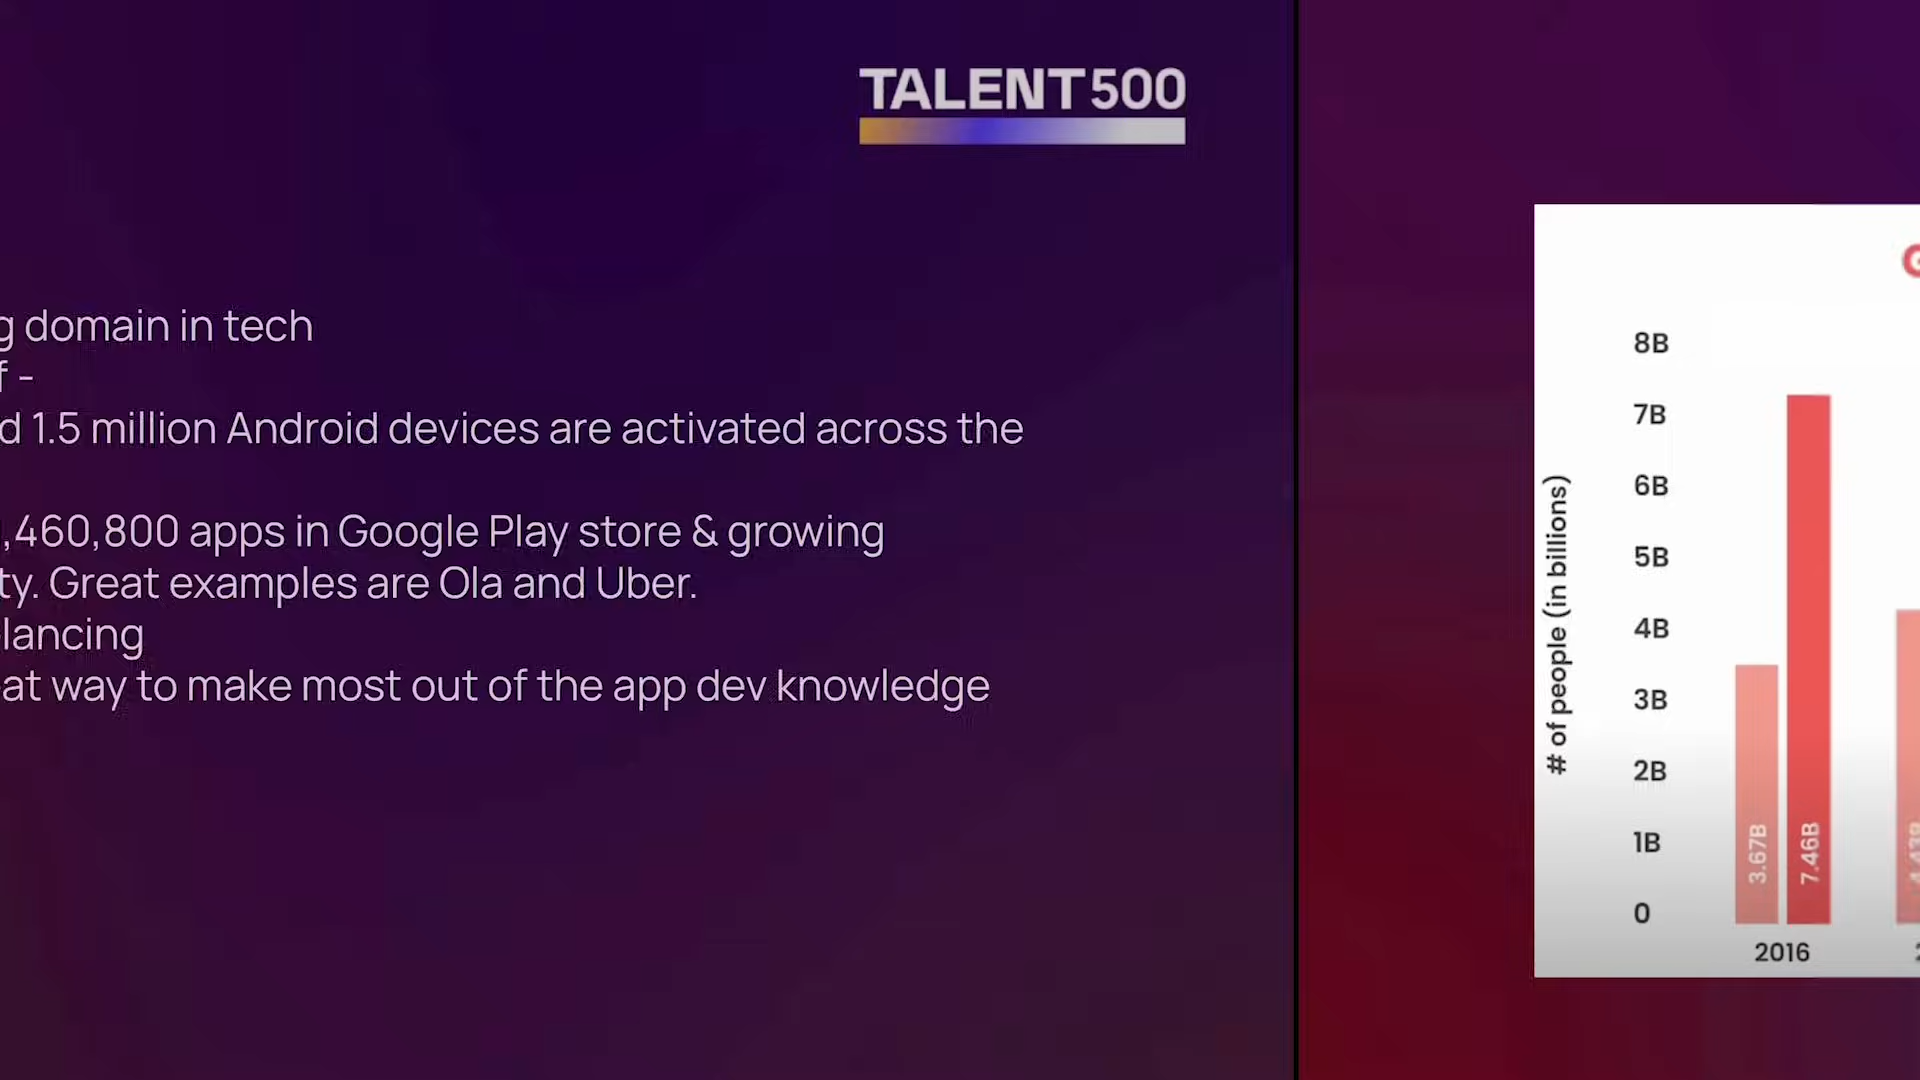 TALENT500
g domain in tech
f -
d 1.5 million Android devices are activated across the
,460,800 apps in Google Play store & growing
ty. Great examples are Ola and Uber.
lancing
at way to make most out of the app dev knowledge
# of people (in billions)
8B
7B
6B
5B
4B
3B
2B
1B
0
3.67B
7.46B
2016